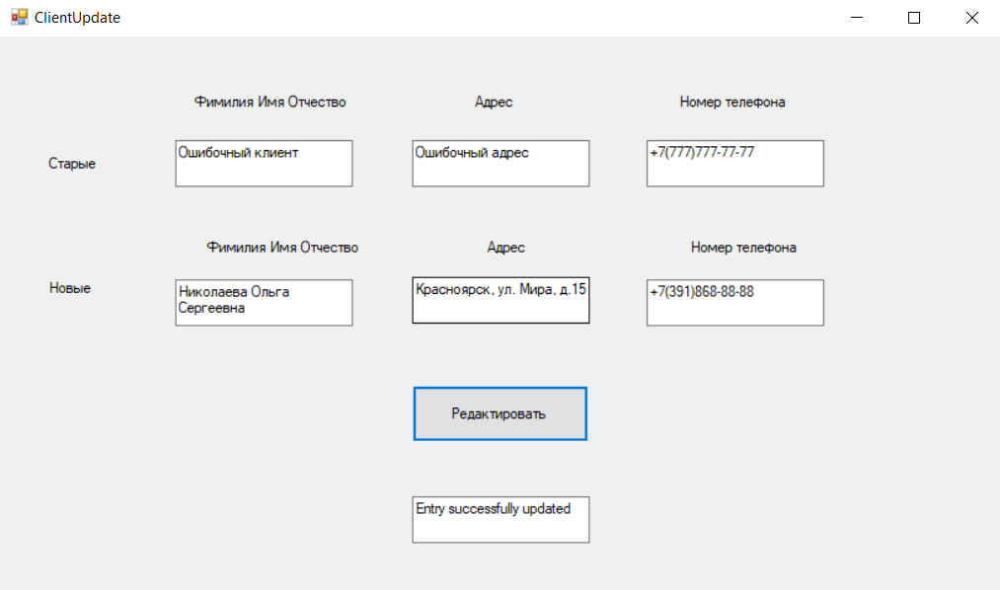 ClientUpdate
Фимилия Имя Отчество
Адрес
Номер телефона
Старые
Ошибочный клиент
Ошибочный адрес
+7(777)777-77-77
Фимилия Имя Отчество
Адрес
Номер телефона
Новые
Николаева Ольга
Сергеевна
Красноярск, ул. Мира, д.15
+7(391)868-88-88
Редактировать
Entry successfully updated